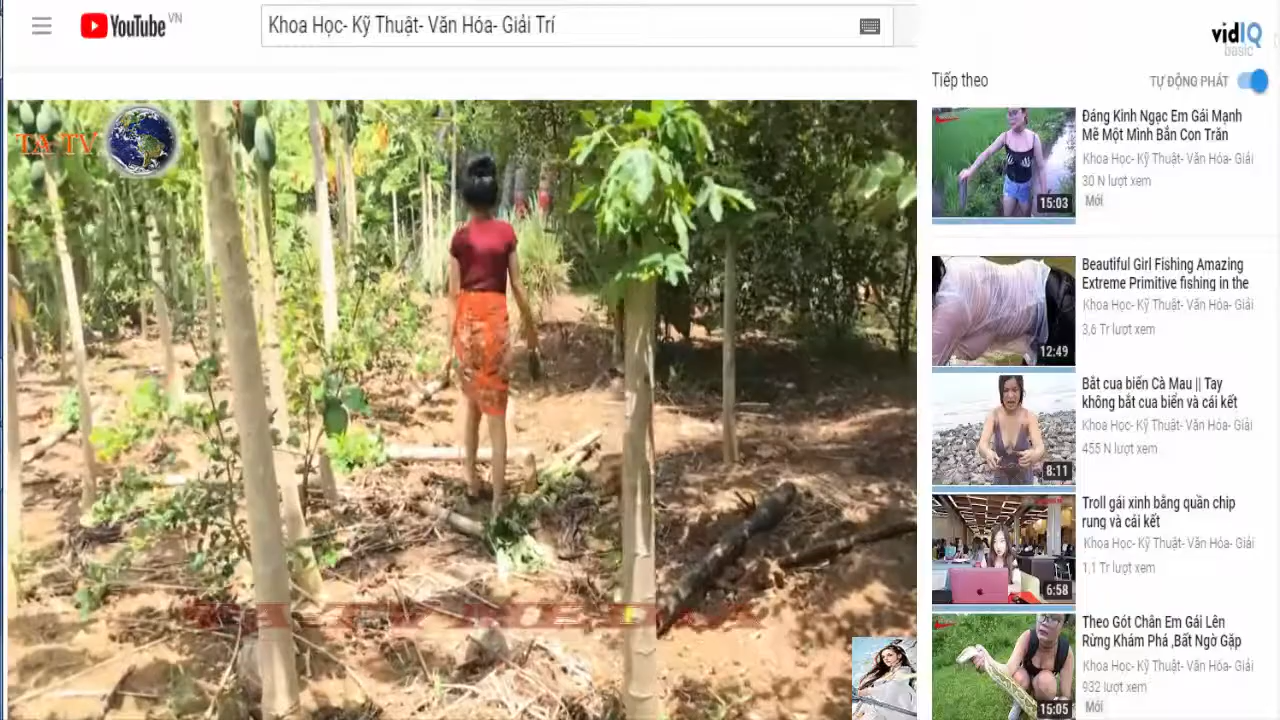 YouTube VN
Khoa Học- Kỹ Thuật- Văn Hóa- Giải Trí
vidIQ
basic
Tiếp theo
TỰ ĐỘNG PHÁT
TA TV
15:03
Đáng Kinh Ngạc Em Gái Mạnh
Mẽ Một Mình Bắn Con Trăn
Khoa Học- Kỹ Thuật- Văn Hóa- Giải
30 N lượt xem
Mới
12:49
Beautiful Girl Fishing Amazing
Extreme Primitive fishing in the
Khoa Học- Kỹ Thuật- Văn Hóa- Giải
3,6 Tr lượt xem
8:11
Bắt cua biển Cà Mau || Tay
không bắt cua biển và cái kết
Khoa Học- Kỹ Thuật- Văn Hóa- Giải
455 N lượt xem
6:58
Troll gái xinh bằng quần chip
rung và cái kết
Khoa Học- Kỹ Thuật- Văn Hóa- Giải
1,1 Tr lượt xem
15:05
Theo Gót Chân Em Gái Lên
Rừng Khám Phá ,Bất Ngờ Gặp
Khoa Học- Kỹ Thuật- Văn Hóa- Giải
932 lượt xem
Mới